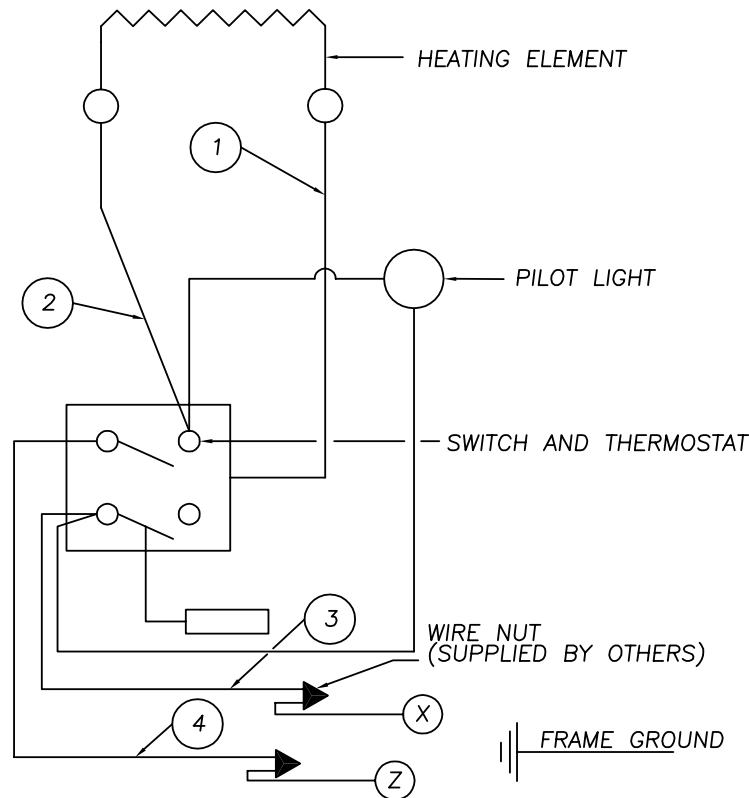 HEATING ELEMENT
1
PILOT LIGHT
2
SWITCH AND THERMOSTAT
3
WIRE NUT
(SUPPLIED BY OTHERS)
X
4
FRAME GROUND
Z